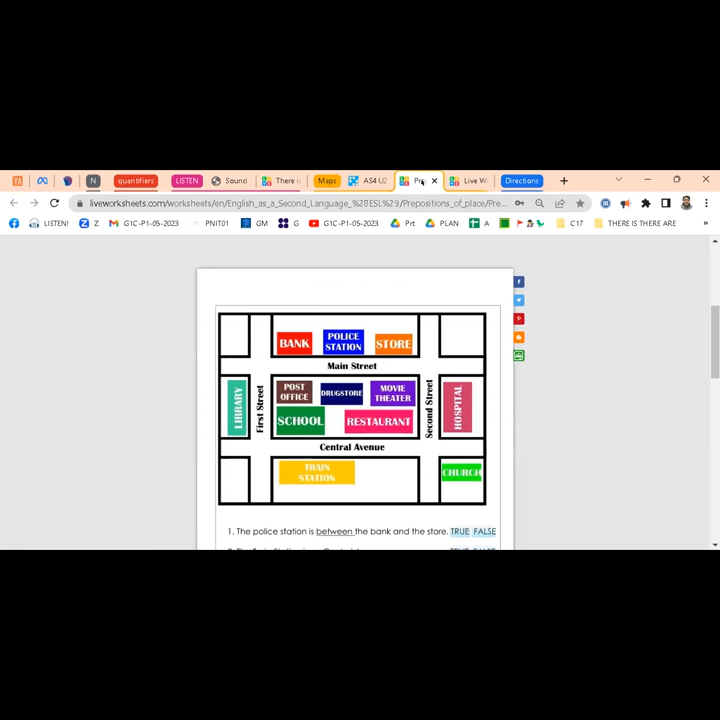 N quantifiers LISTEN Sound There i Maps AS4 U2 Pre Live W Directions
liveworksheets.com/worksheets/en/English_as_a_Second_Language_%28ESL%29/Prepositions_of_place/Pre...
LISTEN! Z G1C-P1-05-2023 PNIT01 GM G G1C-P1-05-2023 Prt PLAN A C17 THERE IS THERE ARE
BANK
POLICE
STATION
STORE
Main Street
LIBRARY
First Street
POST
OFFICE
DRUGSTORE
MOVIE
THEATER
Second Street
HOSPITAL
SCHOOL
RESTAURANT
Central Avenue
TRAIN
STATION
CHURCH
1. The police station is between the bank and the store. TRUE FALSE